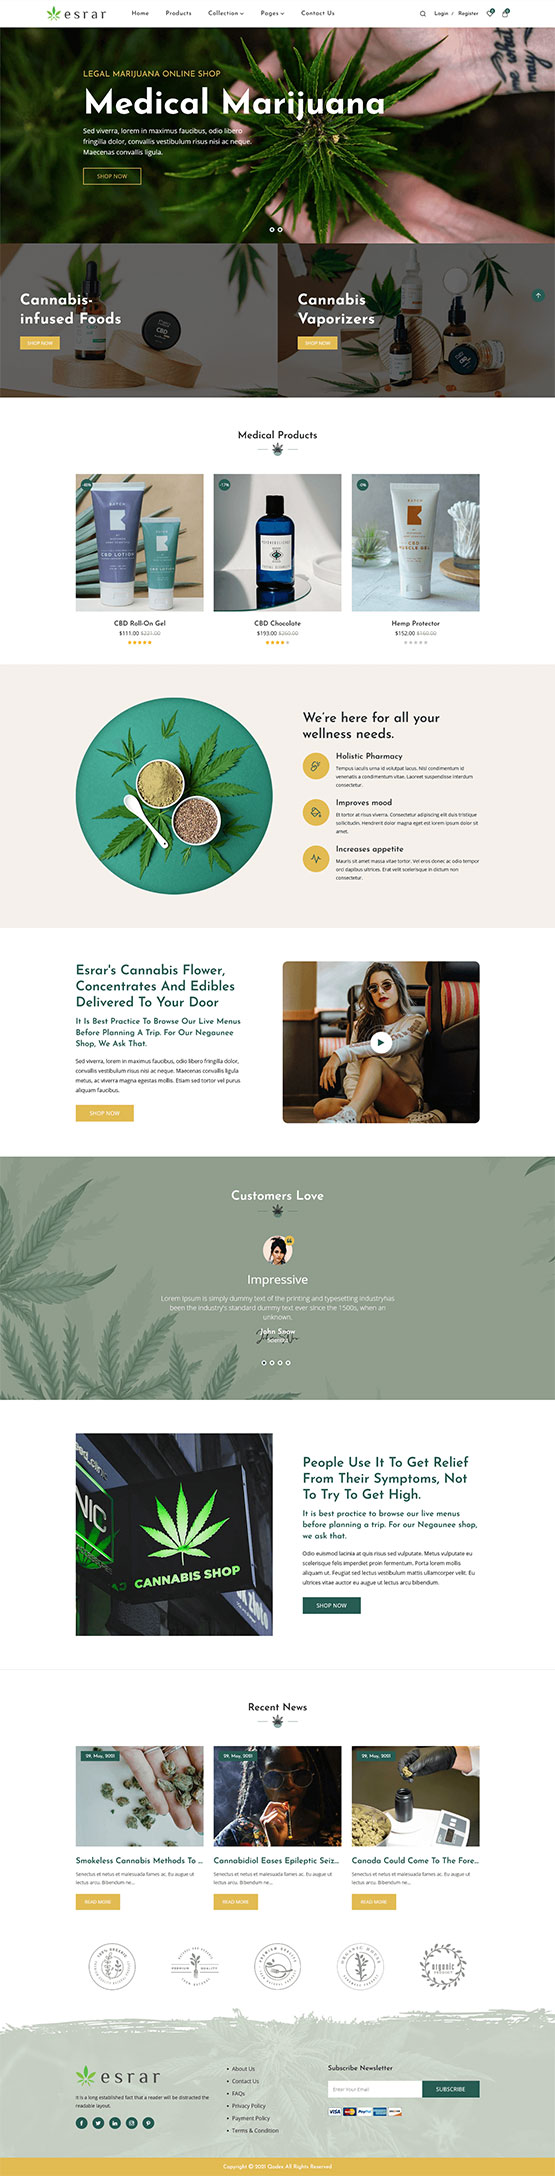 esrar
Home Products Collection Pages Contact Us
Login / Register
LEGAL MARIJUANA ONLINE SHOP
Medical Marijuana
Sed viverra, lorem in maximus faucibus, odio libero
fringilla dolor, convallis vestibulum risus nisi ac neque.
Maecenas convallis ligula.
SHOP NOW
Cannabis-
infused Foods
SHOP NOW
Cannabis
Vaporizers
SHOP NOW
Medical Products
CBD LOTION
CBD
MUSCLE GEL
CBD Roll-On Gel
$111.00 $221.00
CBD Chocolate
$193.00 $260.00
Hemp Protector
$152.00 $160.00
We're here for all your
wellness needs.
Holistic Pharmacy
Tempus iaculis urna id volutpat lacus. Nisl condimentum id
venenatis a condimentum vitae. Laoreet suspendisse interdum
consectetur.
Improves mood
Et tortor at risus viverra. Consectetur adipiscing elit duis tristique
sollicitudin. Hendrerit dolor magna eget est lorem ipsum dolor sit
amet.
Increases appetite
Mauris sit amet massa vitae tortor. Vel eros donec ac odio tempor
orci dapibus ultrices. Erat velit scelerisque in dictum non
consectetur.
Esrar's Cannabis Flower,
Concentrates And Edibles
Delivered To Your Door
It Is Best Practice To Browse Our Live Menus
Before Planning A Trip. For Our Negaunee
Shop, We Ask That.
Sed viverra, lorem in maximus faucibus, odio libero fringilla dolor,
convallis vestibulum risus nisi ac neque. Maecenas convallis ligula
metus, ac viverra magna egestas mollis. Etiam sed tortor vel purus
aliquam faucibus.
SHOP NOW
Customers Love
Impressive
Lorem Ipsum is simply dummy text of the printing and typesetting industryhas
been the industry's standard dummy text ever since the 1500s, when an
unknown.
John Snow
CANNABIS SHOP
People Use It To Get Relief
From Their Symptoms, Not
To Try To Get High.
It is best practice to browse our live menus
before planning a trip. For our Negaunee shop,
we ask that.
Odio euismod lacinia at quis risus sed vulputate. Metus vulputate eu
scelerisque felis imperdiet proin fermentum. Porta lorem mollis
aliquam ut. Feugiat sed lectus vestibulum mattis ullamcorper velit. Eu
ultrices vitae auctor eu augue ut lectus arcu bibendum.
SHOP NOW
Recent News
29, May, 2021
Smokeless Cannabis Methods To ...
Senectus et netus et malesuada fames ac. Eu augue ut
lectus arcu. Bibendum ne...
READ MORE
29, May, 2021
Cannabidiol Eases Epileptic Seiz...
Senectus et netus et malesuada fames ac. Eu augue ut
lectus arcu. Bibendum ne...
READ MORE
29, May, 2021
Canada Could Come To The Fore...
Senectus et netus et malesuada fames ac. Eu augue ut
lectus arcu. Bibendum ne...
READ MORE
100% ORGANIC
PREMIUM QUALITY
PREMIUM QUALITY
organic
PRODUCT
esrar
It is a long established fact that a reader will be distracted the
readable layout.
About Us
Contact Us
FAQs
Privacy Policy
Payment Policy
Terms & Condition
Subscribe Newsletter
Enter Your Email
SUBSCRIBE
VISA PayPal
Copyright © 2021 Qodex All Rights Reserved